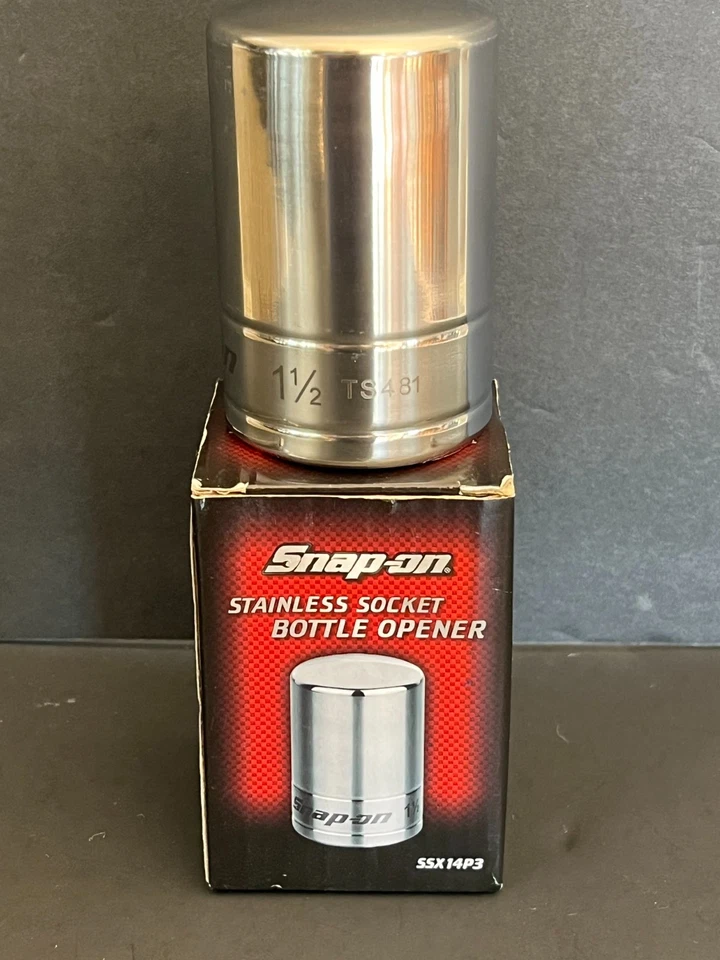 1½ TS481
Snap-on®
STAINLESS SOCKET
BOTTLE OPENER
Snap-on 1½
SSX14P3